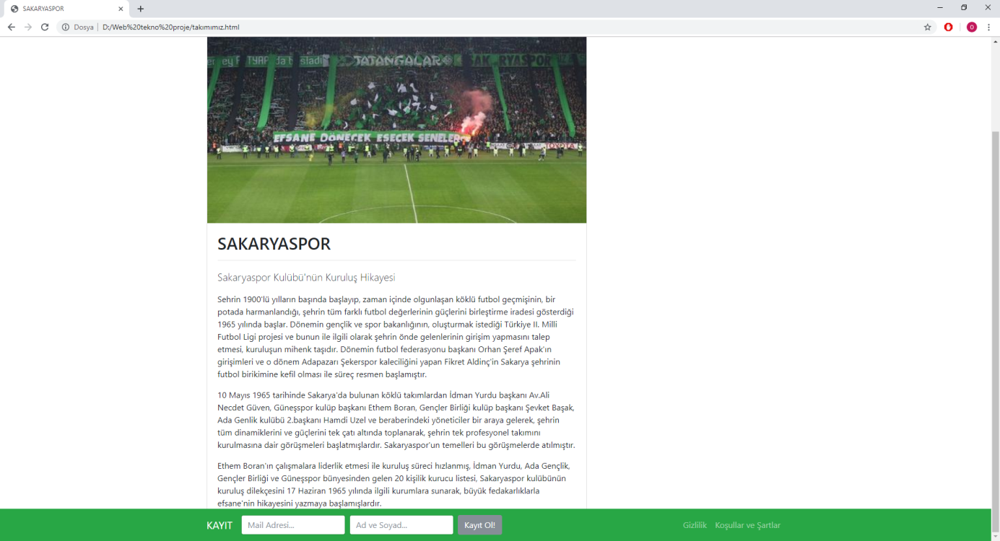 SAKARYASPOR
Dosya | D:/Web%20tekno%20proje/takımımız.html
TATANGALAR
SAKARYASPOR
EFSANE DÖNECEK ESECEK SENELERCE
TOYOTA
SAKARYASPOR
Sakaryaspor Kulübü'nün Kuruluş Hikayesi
Sehrin 1900'lü yılların başında başlayıp, zaman içinde olgunlaşan köklü futbol geçmişinin, bir
potada harmanlandığı, şehrin tüm farklı futbol değerlerinin güçlerini birleştirme iradesi gösterdiği
1965 yılında başlar. Dönemin gençlik ve spor bakanlığının, oluşturmak istediği Türkiye II. Milli
Futbol Ligi projesi ve bunun ile ilgili olarak şehrin önde gelenlerinin girişim yapmasını talep
etmesi, kuruluşun mihenk taşıdır. Dönemin futbol federasyonu başkanı Orhan Şeref Apak'ın
girişimleri ve o dönem Adapazarı Şekerspor kaleciliğini yapan Fikret Aldinç'in Sakarya şehrinin
futbol birikimine kefil olması ile süreç resmen başlamıştır.
10 Mayıs 1965 tarihinde Sakarya'da bulunan köklü takımlardan İdman Yurdu başkanı Av.Ali
Necdet Güven, Güneşspor kulüp başkanı Ethem Boran, Gençler Birliği kulüp başkanı Şevket Başak,
Ada Genlik kulübü 2.başkanı Hamdi Uzel ve beraberindeki yöneticiler bir araya gelerek, şehrin
tüm dinamiklerini ve güçlerini tek çatı altında toplanarak, şehrin tek profesyonel takımını
kurulmasına dair görüşmeleri başlatmışlardır. Sakaryaspor'un temelleri bu görüşmelerde atılmıştır.
Ethem Boran'ın çalışmalara liderlik etmesi ile kuruluş süreci hızlanmış, İdman Yurdu, Ada Gençlik,
Gençler Birliği ve Güneşspor bünyesinden gelen 20 kişilik kurucu listesi, Sakaryaspor kulübünün
kuruluş dilekçesini 17 Haziran 1965 yılında ilgili kurumlara sunarak, büyük fedakarlıklarla
efsane'nin hikayesini yazmaya başlamışlardır.
KAYIT Mail Adresi... Ad ve Soyad... Kayıt Ol! Gizlilik Koşullar ve Şartlar